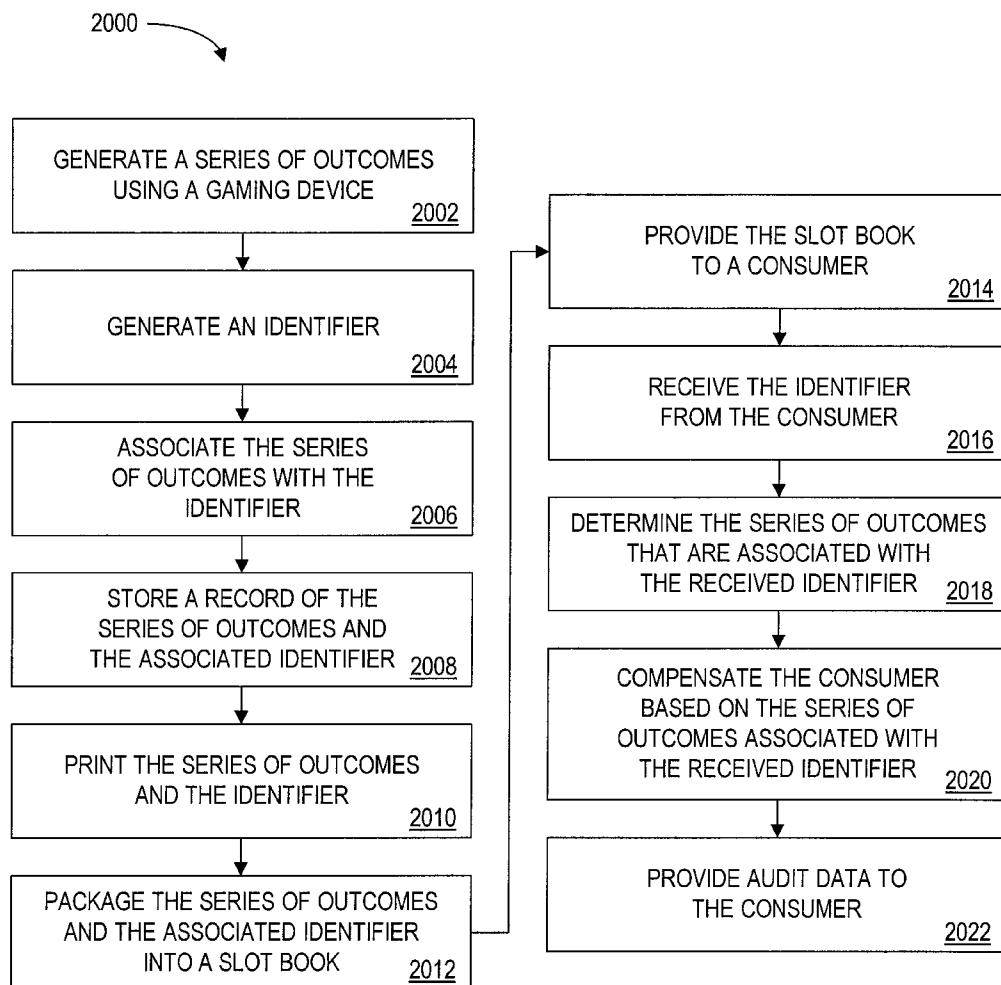 2000
GENERATE A SERIES OF OUTCOMES
USING A GAMING DEVICE
2002
GENERATE AN IDENTIFIER
2004
ASSOCIATE THE SERIES
OF OUTCOMES WITH THE
IDENTIFIER
2006
STORE A RECORD OF THE
SERIES OF OUTCOMES AND
THE ASSOCIATED IDENTIFIER
2008
PRINT THE SERIES OF OUTCOMES
AND THE IDENTIFIER
2010
PACKAGE THE SERIES OF OUTCOMES
AND THE ASSOCIATED IDENTIFIER
INTO A SLOT BOOK
2012
PROVIDE THE SLOT BOOK
TO A CONSUMER
2014
RECEIVE THE IDENTIFIER
FROM THE CONSUMER
2016
DETERMINE THE SERIES OF OUTCOMES
THAT ARE ASSOCIATED WITH
THE RECEIVED IDENTIFIER
2018
COMPENSATE THE CONSUMER
BASED ON THE SERIES OF
OUTCOMES ASSOCIATED WITH
THE RECEIVED IDENTIFIER
2020
PROVIDE AUDIT DATA TO
THE CONSUMER
2022